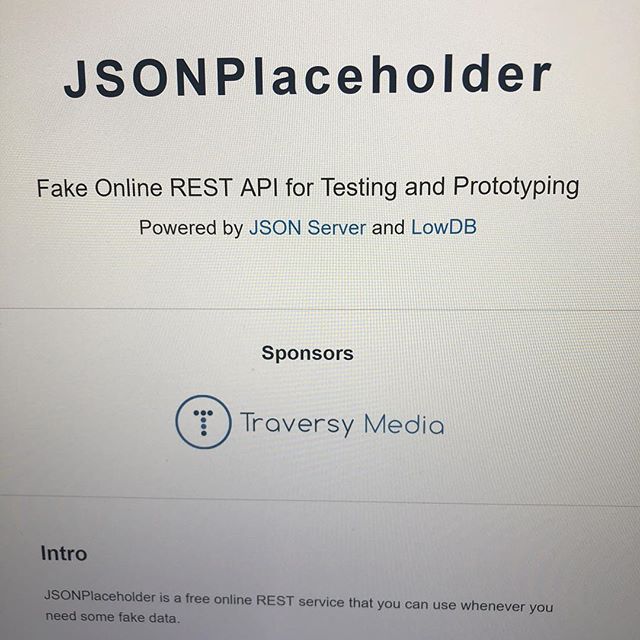 JSONPlaceholder
Fake Online REST API for Testing and Prototyping
Powered by JSON Server and LowDB
Sponsors
Traversy Media
Intro
JSONPlaceholder is a free online REST service that you can use whenever you
need some fake data.